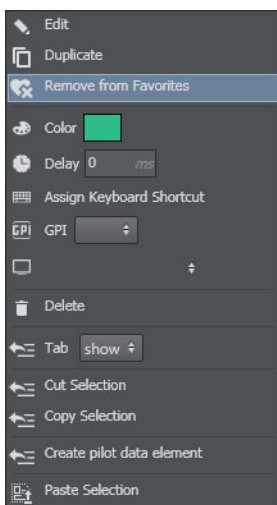 Edit
Duplicate
Remove from Favorites
Color
Delay 0 ms
Assign Keyboard Shortcut
GPI GPI
Delete
Tab show
Cut Selection
Copy Selection
Create pilot data element
Paste Selection